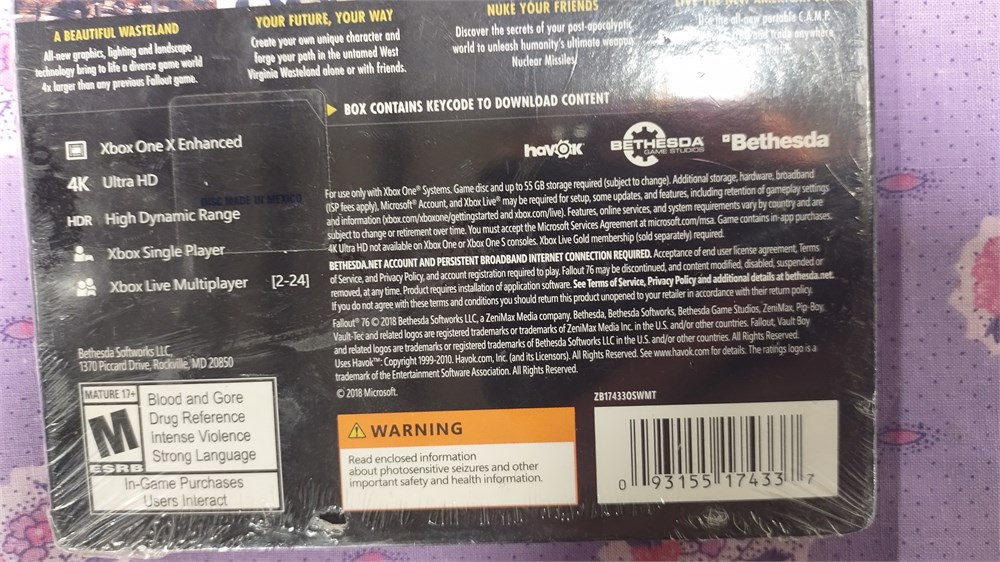 A BEAUTIFUL WASTELAND
All-new graphics, lighting and landscape
technology bring to life a diverse game world
4x larger than any previous Fallout game.
YOUR FUTURE, YOUR WAY
Create your own unique character and
forge your path in the untamed West
Virginia Wasteland alone or with friends.
NUKE YOUR FRIENDS
Discover the secrets of your post-apocalyptic
world to unleash humanity's ultimate weapon
Nuclear Missiles
the all-new portable C.A.M.P.
and trade anywhere
BOX CONTAINS KEYCODE TO DOWNLOAD CONTENT
Xbox One X Enhanced
4K Ultra HD
DISC MADE IN MEXICO
HDR High Dynamic Range
Xbox Single Player
Xbox Live Multiplayer [2-24]
havok
BETHESDA
GAME STUDIOS
Bethesda
For use only with Xbox One® Systems. Game disc and up to 55 GB storage required (subject to change). Additional storage, hardware, broadband
(ISP fees apply), Microsoft® Account, and Xbox Live® may be required for setup, some updates, and features, including retention of gameplay settings
and information (xbox.com/xboxone/gettingstarted and xbox.com/live). Features, online services, and system requirements vary by country and are
subject to change or retirement over time. You must accept the Microsoft Services Agreement at microsoft.com/msa. Game contains in-app purchases.
4K Ultra HD not available on Xbox One or Xbox One S consoles. Xbox Live Gold membership (sold separately) required.
BETHESDA.NET ACCOUNT AND PERSISTENT BROADBAND INTERNET CONNECTION REQUIRED. Acceptance of end user license agreement, Terms
of Service, and Privacy Policy, and account registration required to play. Fallout 76 may be discontinued, and content modified, disabled, suspended or
removed, at any time. Product requires installation of application software. See Terms of Service, Privacy Policy and additional details at bethesda.net.
If you do not agree with these terms and conditions you should return this product unopened to your retailer in accordance with their return policy.
Fallout® 76 © 2018 Bethesda Softworks LLC, a ZeniMax Media company. Bethesda, Bethesda Softworks, Bethesda Game Studios, ZeniMax, Pip-Boy,
Vault-Tec and related logos are registered trademarks or trademarks of ZeniMax Media Inc. in the U.S. and/or other countries. Fallout, Vault Boy
and related logos are trademarks or registered trademarks of Bethesda Softworks LLC in the U.S. and/or other countries. All Rights Reserved.
Uses Havok™: Copyright 1999-2010. Havok.com, Inc. (and its Licensors). All Rights Reserved. See www.havok.com for details. The ratings logo is a
trademark of the Entertainment Software Association. All Rights Reserved.
© 2018 Microsoft.
Bethesda Softworks LLC
1370 Piccard Drive, Rockville, MD 20850
MATURE 17+
M
ESRB
Blood and Gore
Drug Reference
Intense Violence
Strong Language
In-Game Purchases
Users Interact
WARNING
Read enclosed information
about photosensitive seizures and other
important safety and health information.
ZB17433OSWMT
0 93155 17433 7